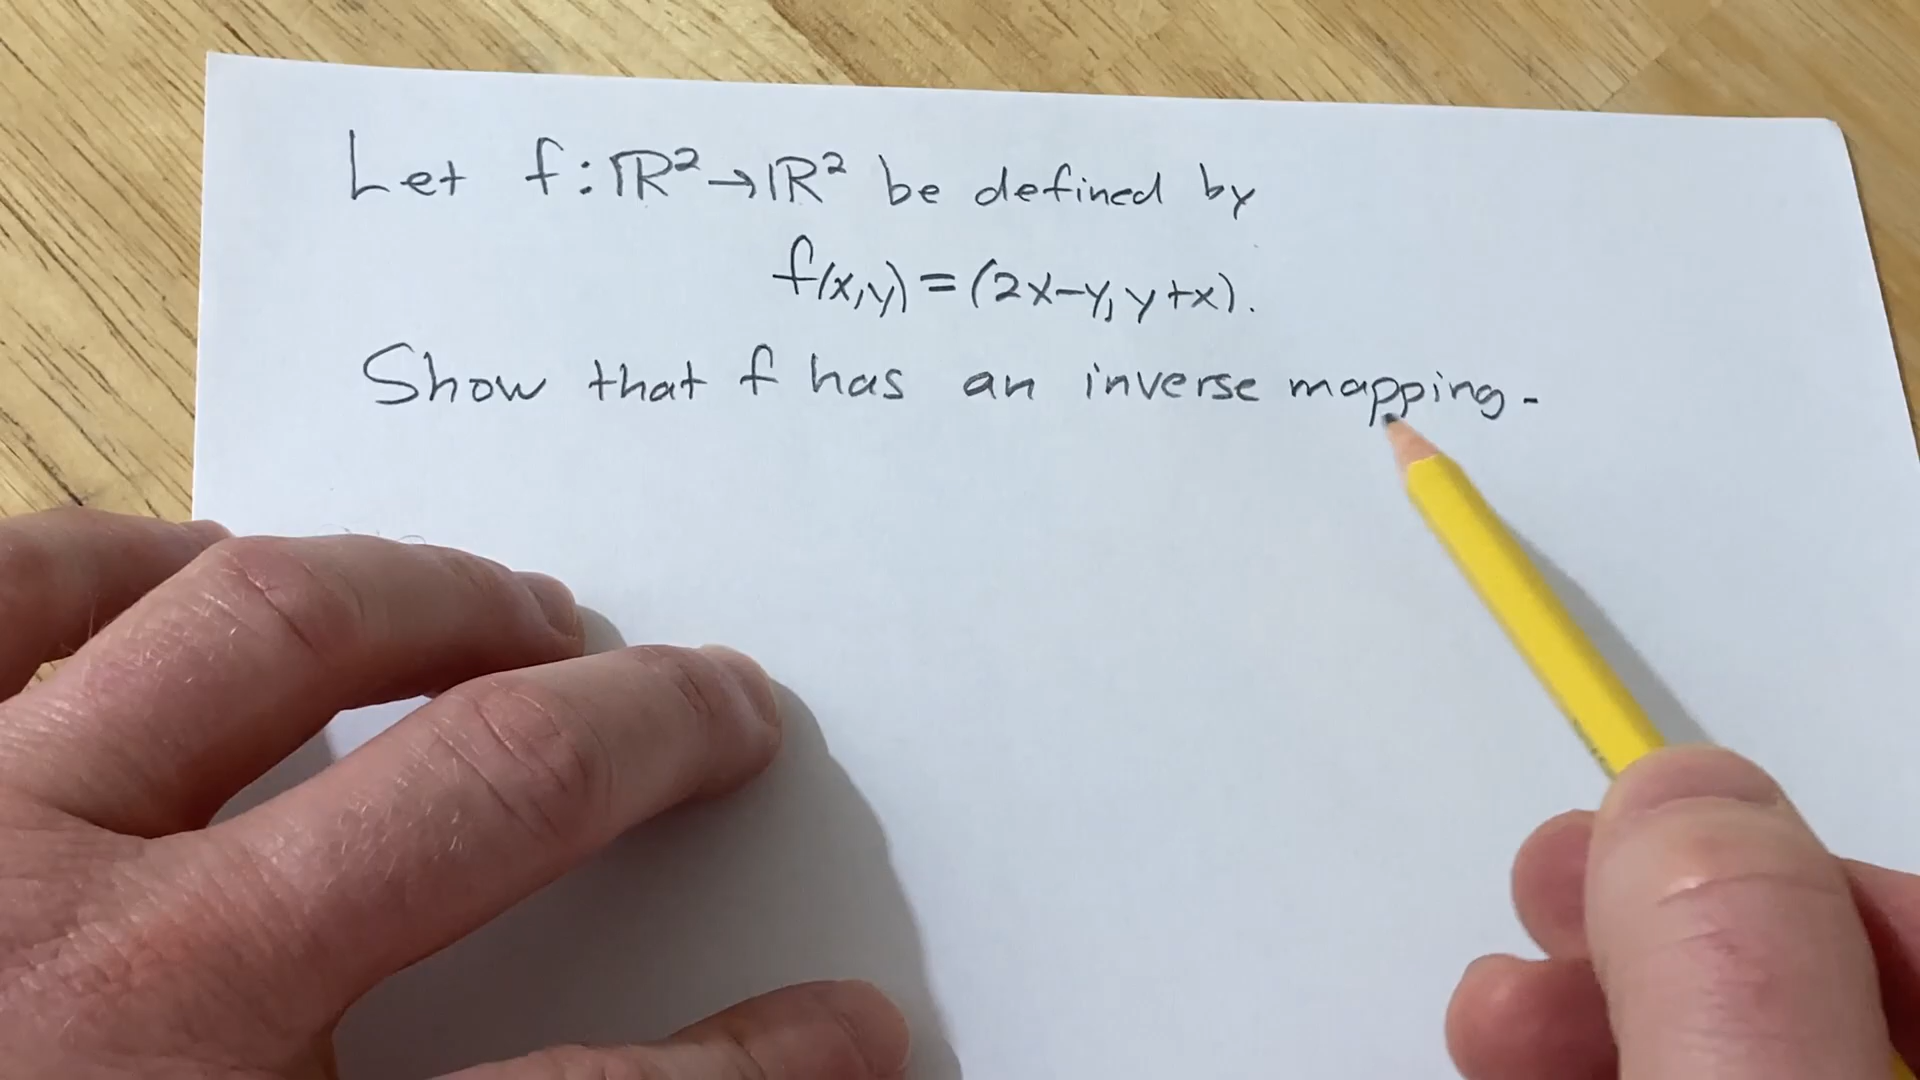 Let f:ℝ²→ℝ² be defined by
f(x,y)=(2x-y, y+x).
Show that f has an inverse mapping.